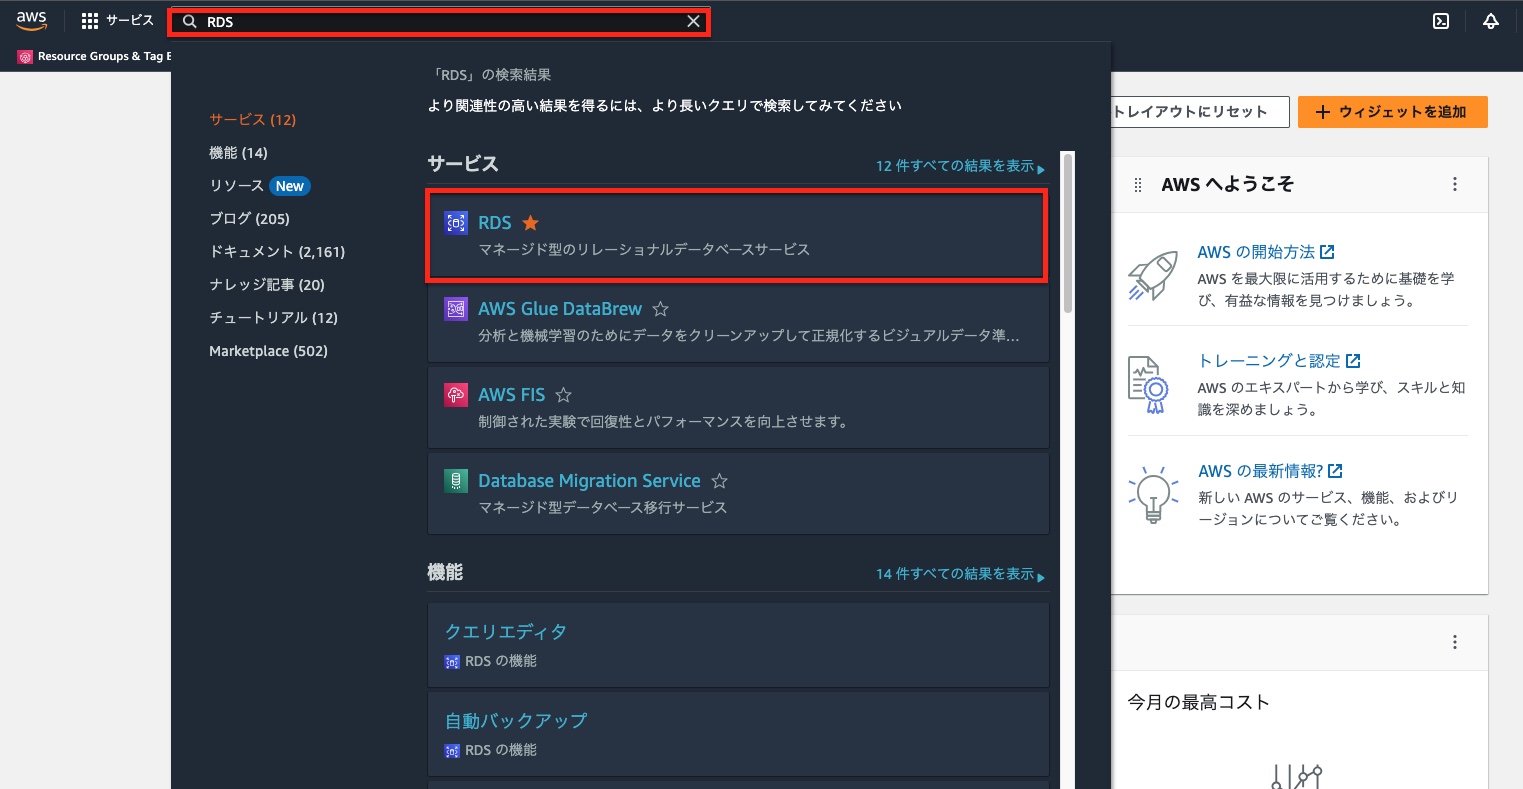 aws
サービス
RDS
Resource Groups & Tag E
「RDS」の検索結果
より関連性の高い結果を得るには、より長いクエリで検索してみてください
サービス (12)
機能 (14)
リソース New
ブログ (205)
ドキュメント (2,161)
ナレッジ記事 (20)
チュートリアル (12)
Marketplace (502)
サービス
12 件すべての結果を表示
RDS
マネージド型のリレーショナルデータベースサービス
AWS Glue DataBrew
分析と機械学習のためにデータをクリーンアップして正規化するビジュアルデータ準...
AWS FIS
制御された実験で回復性とパフォーマンスを向上させます。
Database Migration Service
マネージド型データベース移行サービス
機能
14 件すべての結果を表示
クエリエディタ
RDS の機能
自動バックアップ
RDS の機能
トレイアウトにリセット
ウィジェットを追加
AWS へようこそ
AWS の開始方法
AWS を最大限に活用するために基礎を学
び、有益な情報を見つけましょう。
トレーニングと認定
AWS のエキスパートから学び、スキルと知
識を深めましょう。
AWS の最新情報?
新しい AWS のサービス、機能、およびリ
ージョンについてご覧ください。
今月の最高コスト